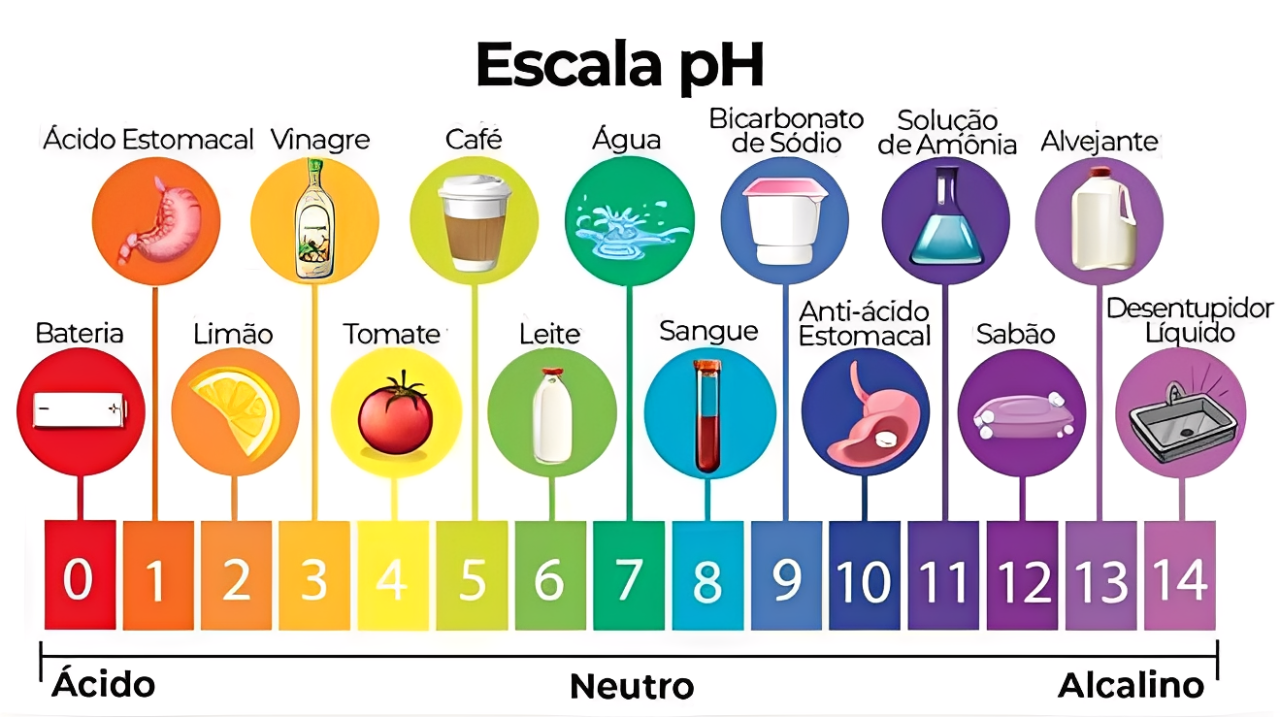 Escala pH
Ácido Estomacal
Vinagre
Café
Água
Bicarbonato
de Sódio
Solução
de Amônia
Alvejante
Bateria
Limão
Tomate
Leite
Sangue
Anti-ácido
Estomacal
Sabão
Desentupidor
Líquido
0 1 2 3 4 5 6 7 8 9 10 11 12 13 14
Ácido
Neutro
Alcalino